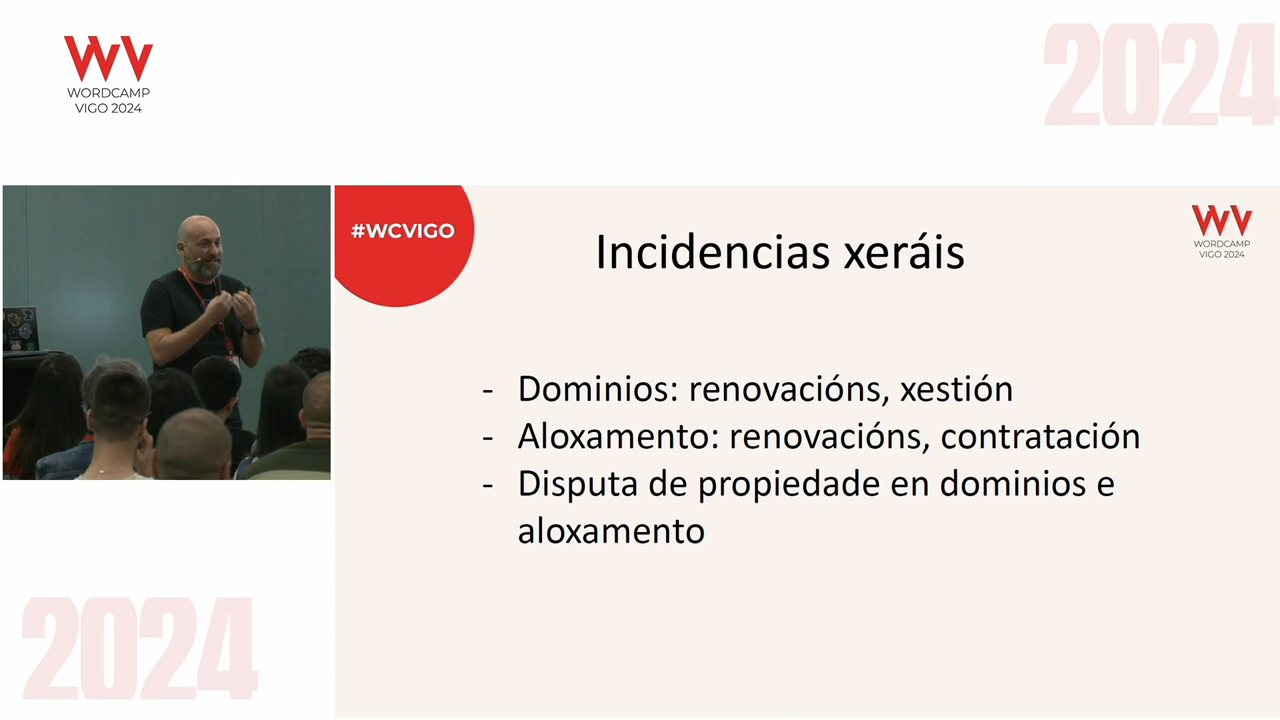 WORDCAMP
VIGO 2024
2024
#WCVIGO
Incidencias xeráis
WORDCAMP
VIGO 2024
- Dominios: renovacións, xestión
- Aloxamento: renovacións, contratación
- Disputa de propiedade en dominios e
aloxamento
2024